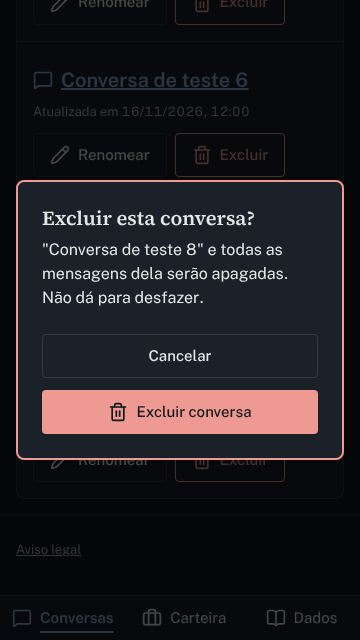 Renomear
Excluir
Conversa de teste 6
Atualizada em 16/11/2026, 12:00
Renomear
Excluir
Excluir esta conversa?
"Conversa de teste 8" e todas as
mensagens dela serão apagadas.
Não dá para desfazer.
Cancelar
Excluir conversa
Renomear
Excluir
Aviso legal
Conversas
Carteira
Dados